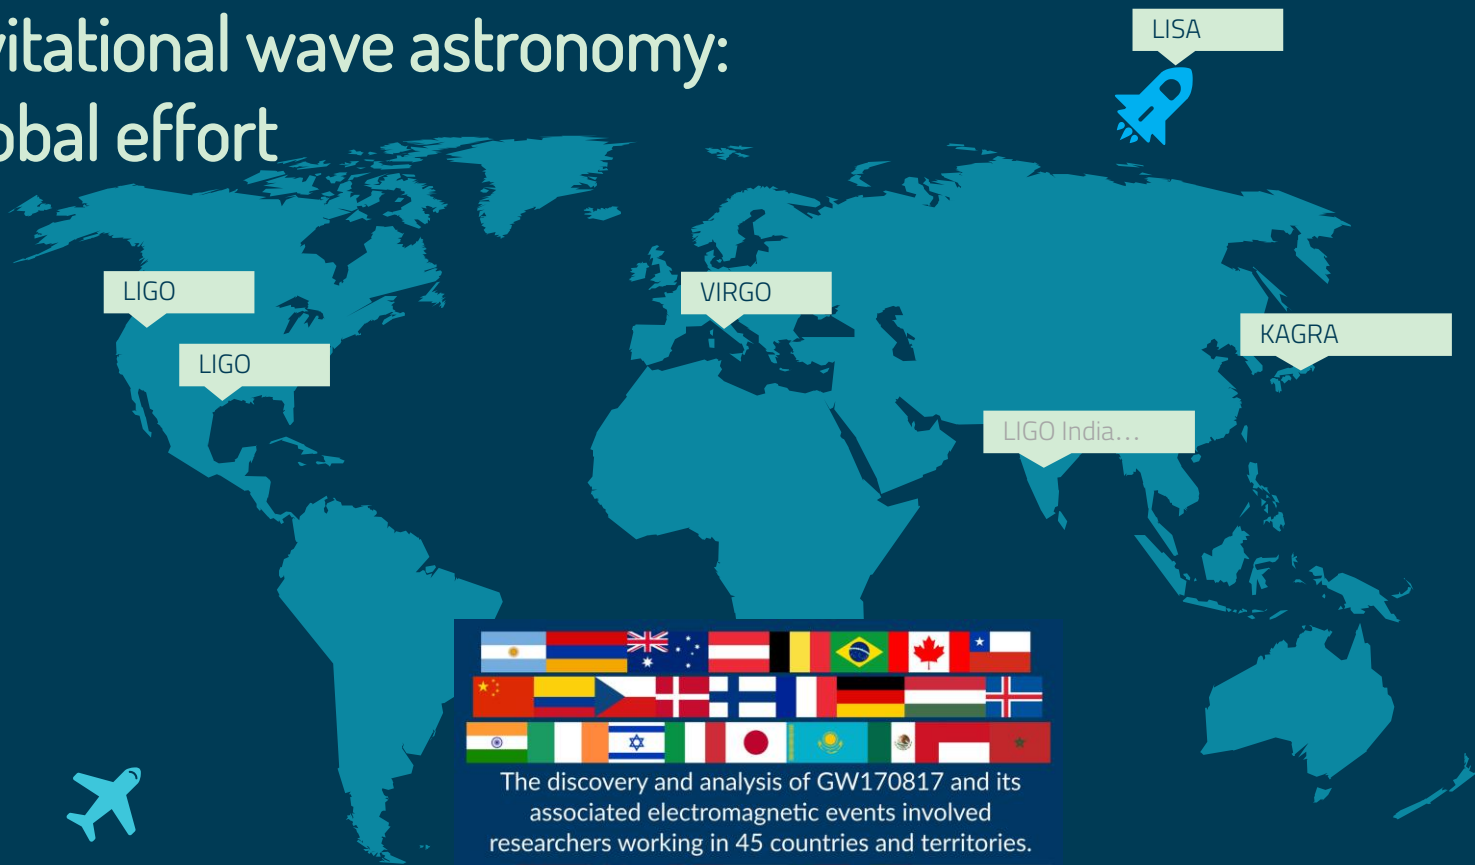 vitational wave astronomy:
obal effort
LISA
LIGO
VIRGO
KAGRA
LIGO
LIGO India...
The discovery and analysis of GW170817 and its
associated electromagnetic events involved
researchers working in 45 countries and territories.